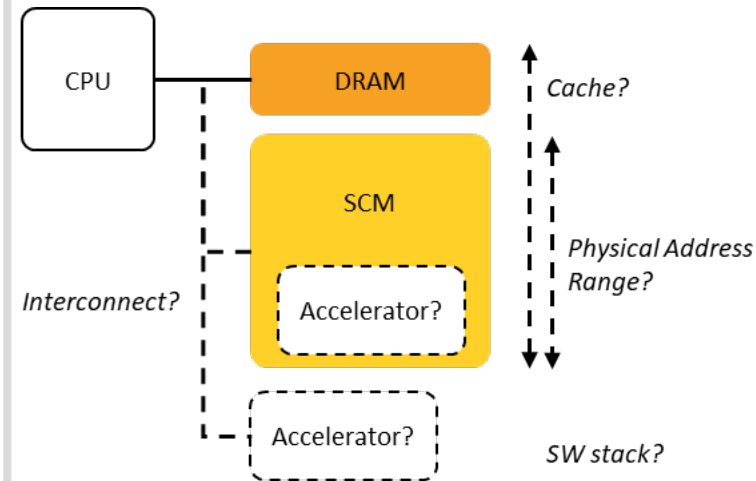 CPU
DRAM
Cache?
SCM
Physical Address
Range?
Interconnect?
Accelerator?
Accelerator?
SW stack?